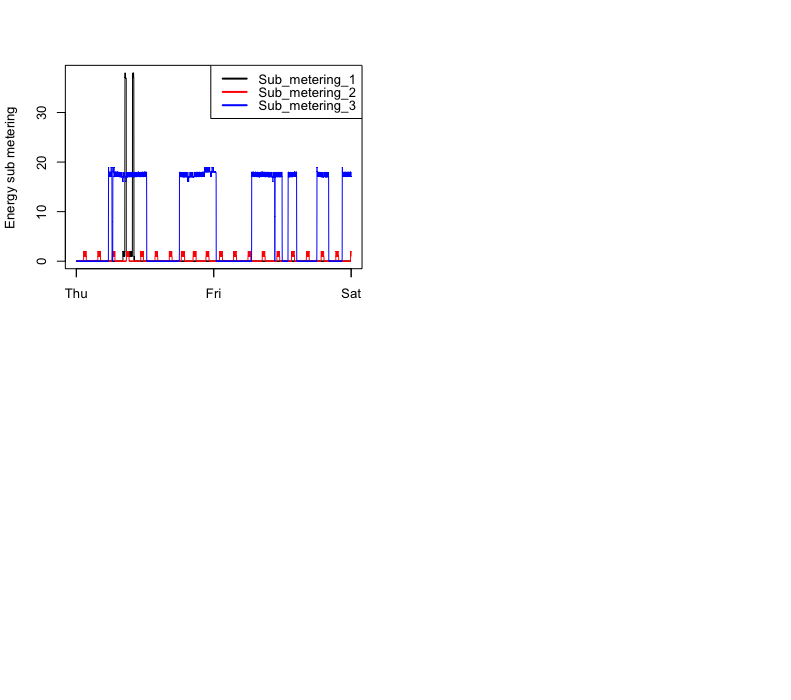 Sub_metering_1
Sub_metering_2
Sub_metering_3
Energy sub metering
30
20
10
0
Thu Fri Sat